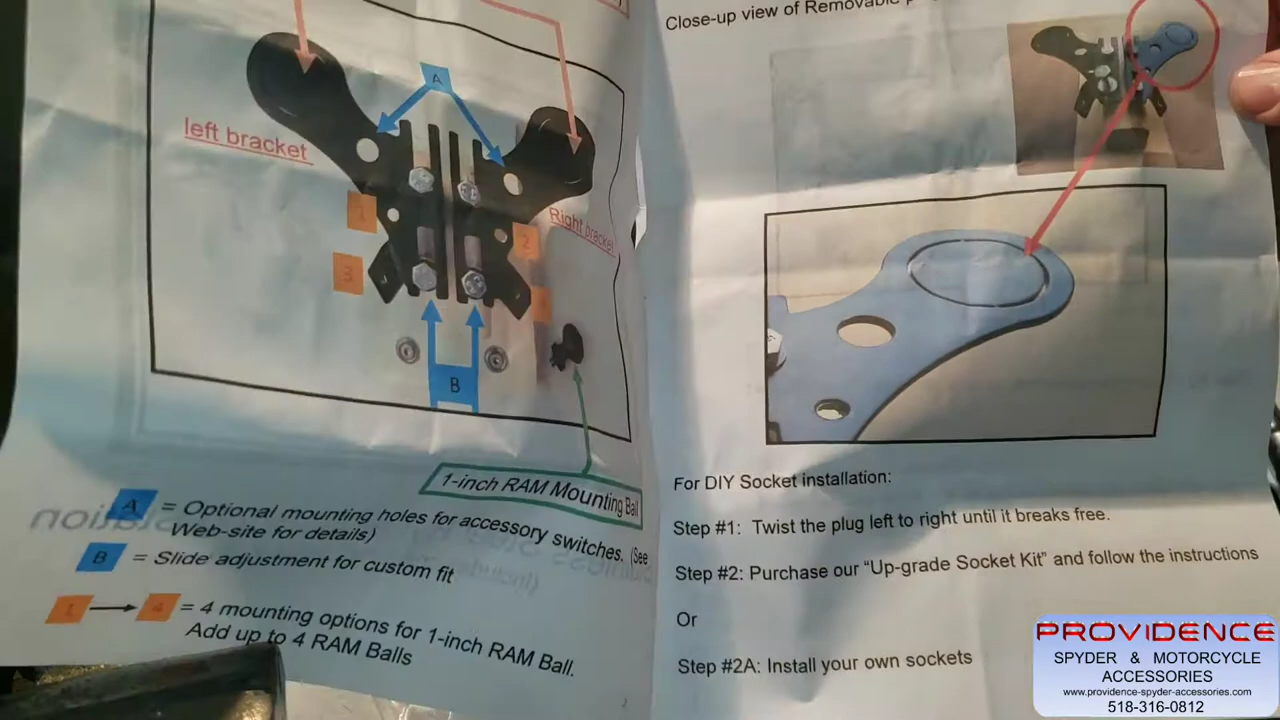 A
left bracket
Right bracket
1
2
3
B
1-inch RAM Mounting Ball
A = Optional mounting holes for accessory switches. (See
Web-site for details)
B = Slide adjustment for custom fit
1 4 = 4 mounting options for 1-inch RAM Ball.
Add up to 4 RAM Balls
2
Close-up view of Removable
For DIY Socket installation:
Step #1: Twist the plug left to right until it breaks free.
Step #2: Purchase our “Up-grade Socket Kit” and follow the instructions
Or
Step #2A: Install your own sockets
PROVIDENCE
SPYDER & MOTORCYCLE
ACCESSORIES
www.providence-spyder-accessories.com
518-316-0812